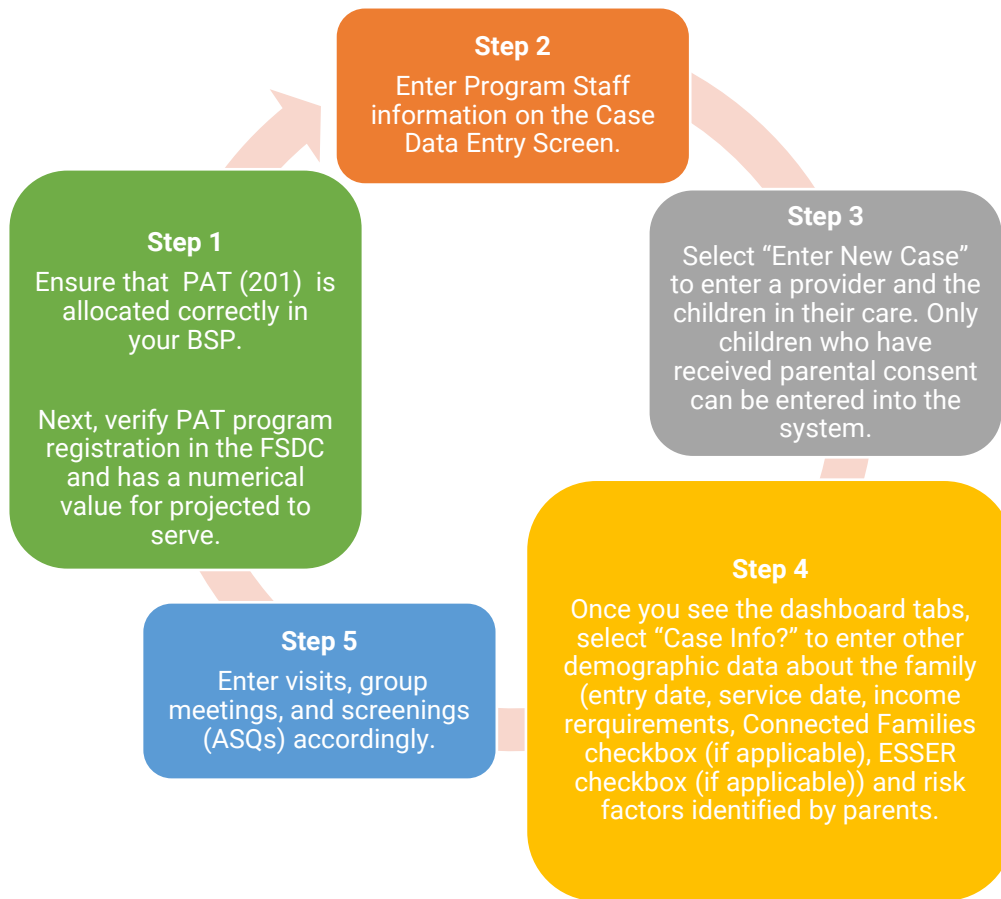 Step 1
Ensure that PAT (201) is
allocated correctly in
your BSP.
Next, verify PAT program
registration in the FSDC
and has a numerical
value for projected to
serve.
Step 2
Enter Program Staff
information on the Case
Data Entry Screen.
Step 3
Select “Enter New Case”
to enter a provider and the
children in their care. Only
children who have
received parental consent
can be entered into the
system.
Step 4
Once you see the dashboard tabs,
select “Case Info?” to enter other
demographic data about the family
(entry date, service date, income
rerquirements, Connected Families
checkbox (if applicable), ESSER
checkbox (if applicable)) and risk
factors identified by parents.
Step 5
Enter visits, group
meetings, and screenings
(ASQs) accordingly.